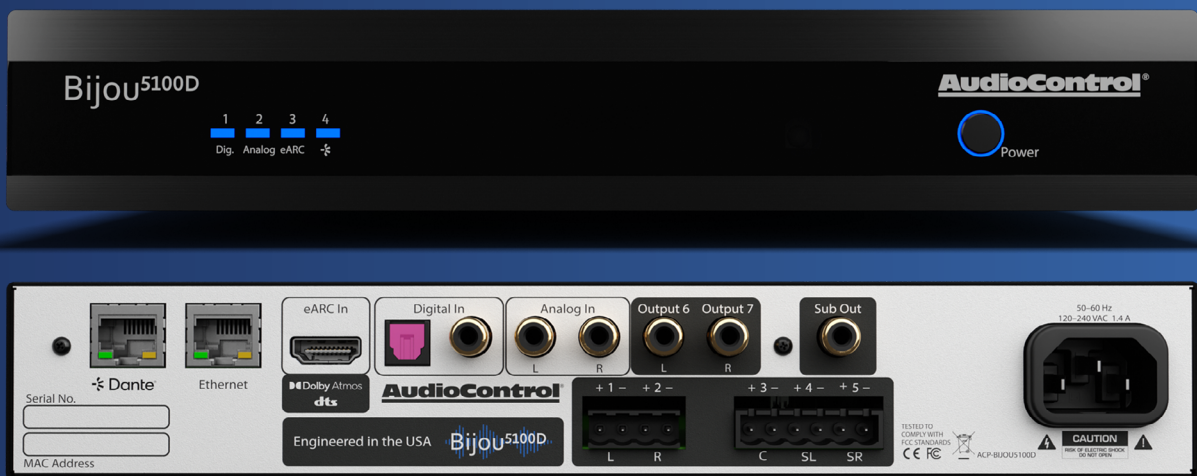 Bijou5100D
AudioControl®
1 2 3 4
Dig. Analog eARC
Power
eARC In
Digital In
Analog In
Output 6 Output 7
Sub Out
50–60 Hz
120–240 VAC 1.4 A
L R
L R
Dante
Ethernet
Dolby Atmos
dts
AudioControl®
+ 1 – + 2 –
+ 3 – + 4 – + 5 –
Serial No.
Engineered in the USA Bijou5100D
L R
C SL SR
MAC Address
TESTED TO
COMPLY WITH
FCC STANDARDS
CE FC
ACP-BIJOU5100D
CAUTION
RISK OF ELECTRIC SHOCK
DO NOT OPEN